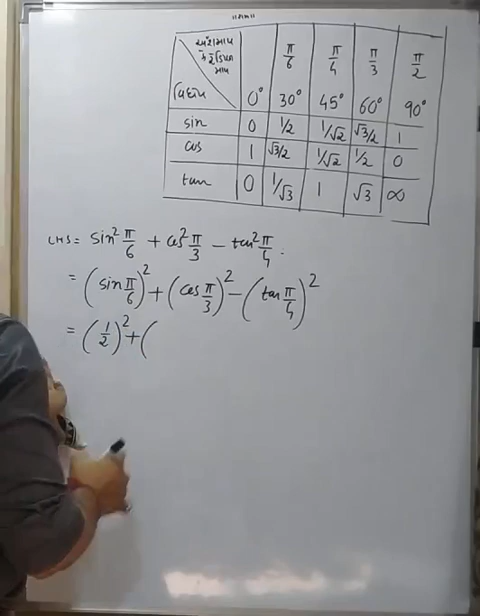 અંશમાપ
રેડિયન
માપ
વિધેય
0° π/6 30° π/4 45° π/3 60° π/2 90°
sin 0 1/2 1/√2 √3/2 1
cos 1 √3/2 1/√2 1/2 0
tan 0 1/√3 1 √3 ∞
LHS = sin² π/6 + cos² π/3 − tan² π/4.
= (sin π/6)² + (cos π/3)² − (tan π/4)²
= (1/2)² + (